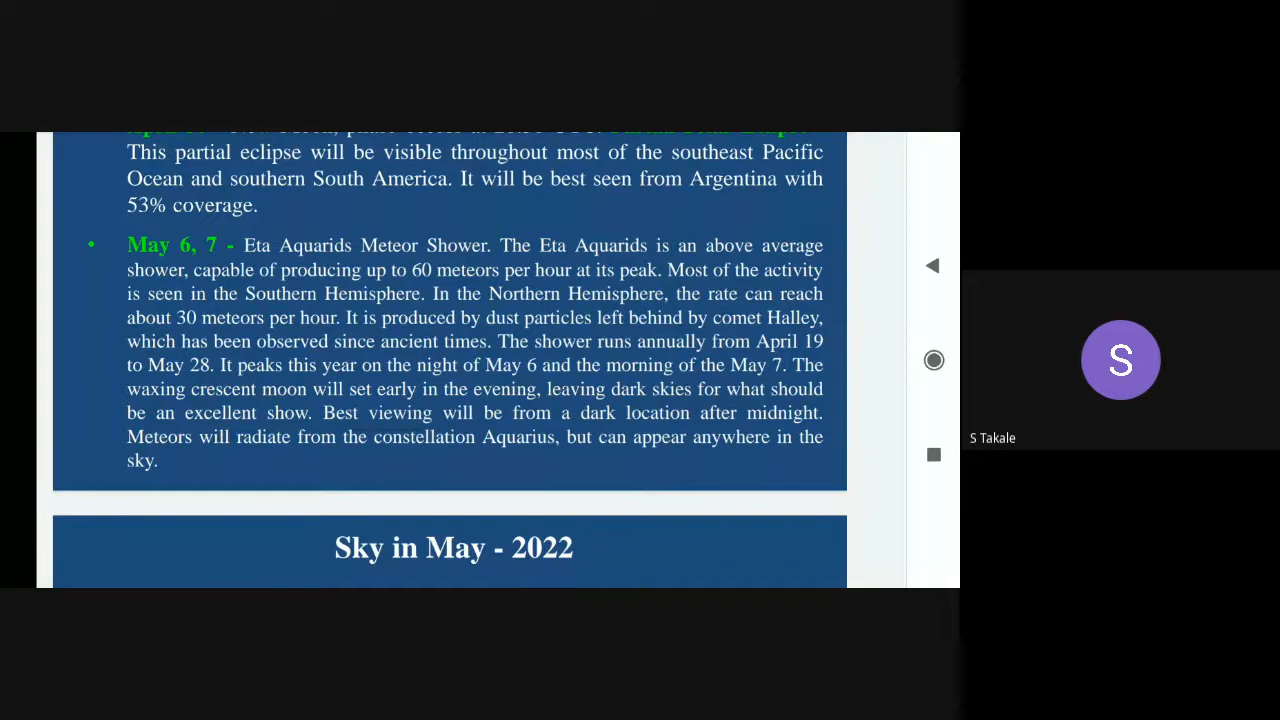 This partial eclipse will be visible throughout most of the southeast Pacific
Ocean and southern South America. It will be best seen from Argentina with
53% coverage.
• May 6, 7 - Eta Aquarids Meteor Shower. The Eta Aquarids is an above average
shower, capable of producing up to 60 meteors per hour at its peak. Most of the activity
is seen in the Southern Hemisphere. In the Northern Hemisphere, the rate can reach
about 30 meteors per hour. It is produced by dust particles left behind by comet Halley,
which has been observed since ancient times. The shower runs annually from April 19
to May 28. It peaks this year on the night of May 6 and the morning of the May 7. The
waxing crescent moon will set early in the evening, leaving dark skies for what should
be an excellent show. Best viewing will be from a dark location after midnight.
Meteors will radiate from the constellation Aquarius, but can appear anywhere in the
sky.
Sky in May - 2022
S
S Takale